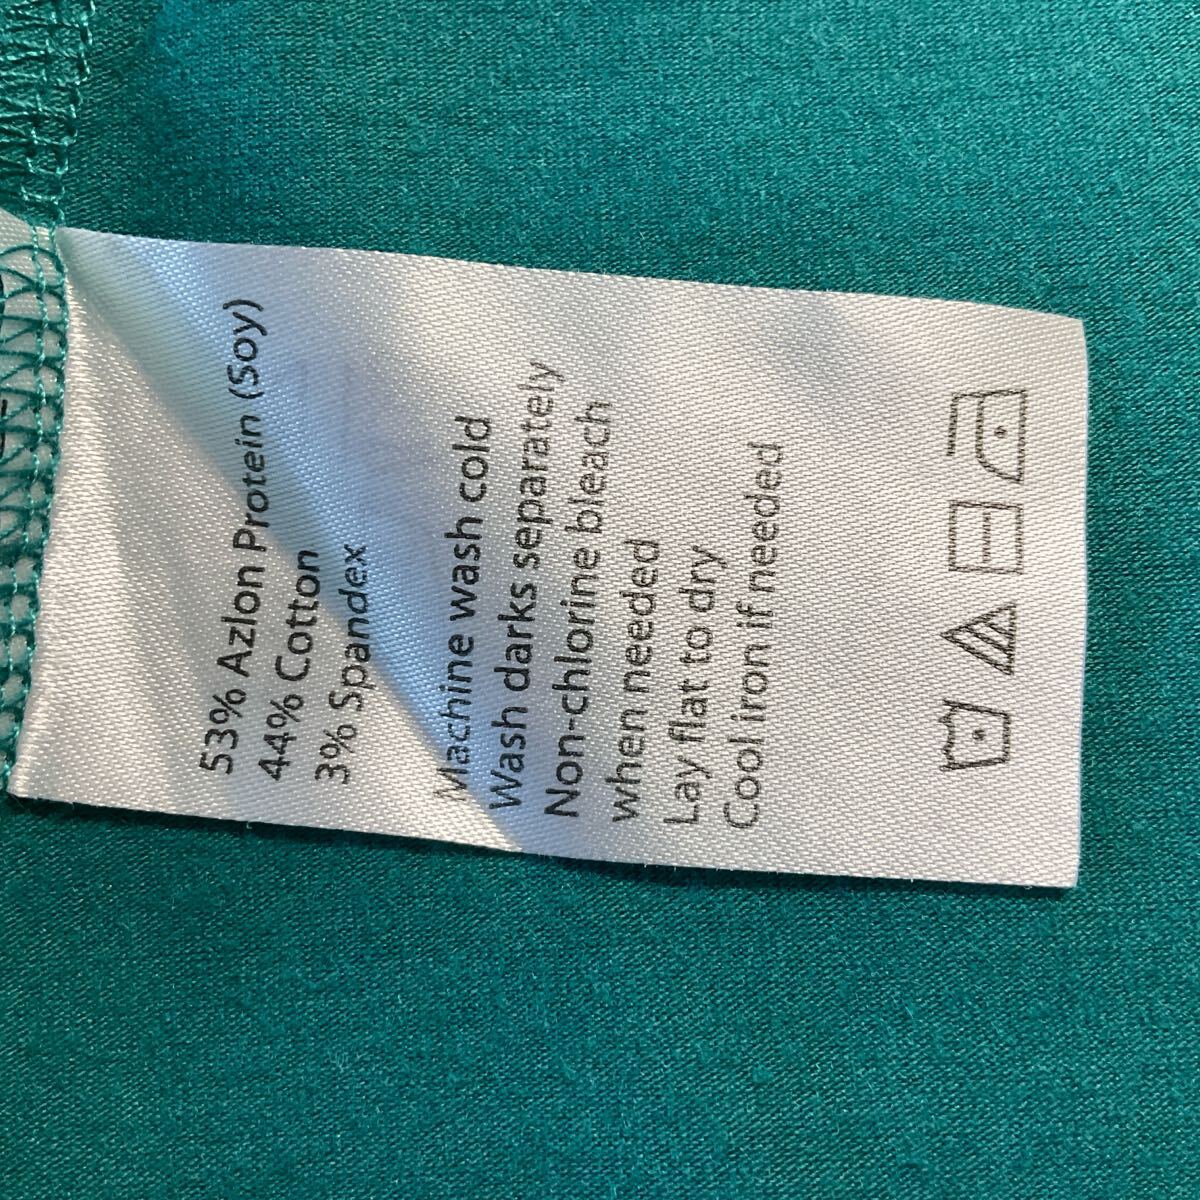 53% Azlon Protein (Soy)
44% Cotton
3% Spandex
Machine wash cold
Wash darks separately
Non-chlorine bleach
when needed
Lay flat to dry
Cool iron if needed